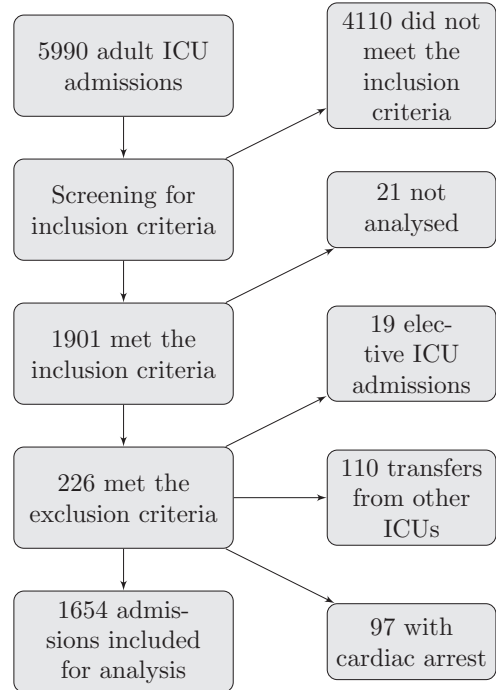 5990 adult ICU
admissions
4110 did not
meet the
inclusion
criteria
Screening for
inclusion criteria
21 not
analysed
1901 met the
inclusion criteria
19 elec-
tive ICU
admissions
226 met the
exclusion criteria
110 transfers
from other
ICUs
1654 admis-
sions included
for analysis
97 with
cardiac arrest